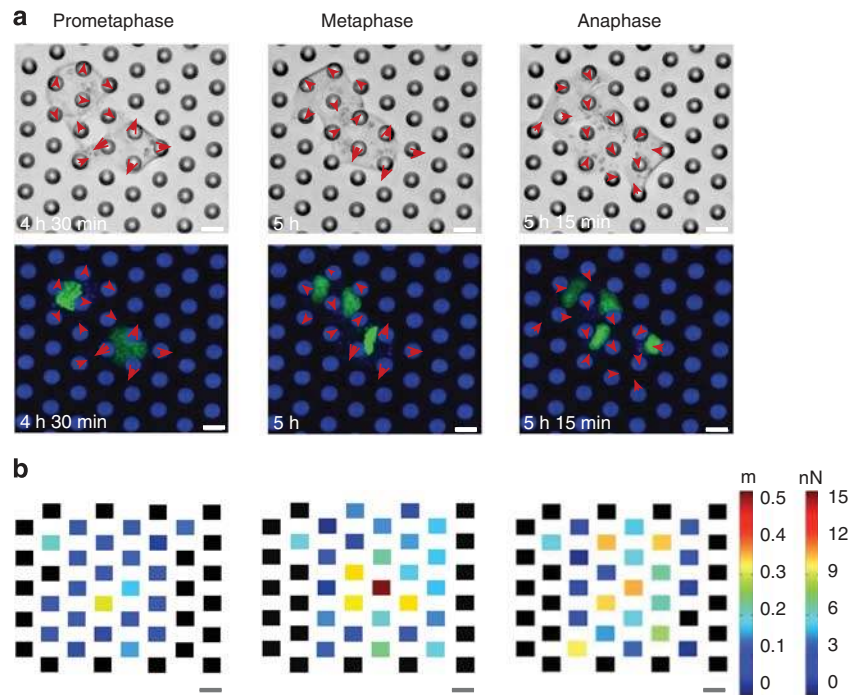 a
Prometaphase Metaphase Anaphase
4 h 30 min 5 h 5 h 15 min
4 h 30 min 5 h 5 h 15 min
b
m nN
0.5 15
0.4 12
0.3 9
0.2 6
0.1 3
0 0